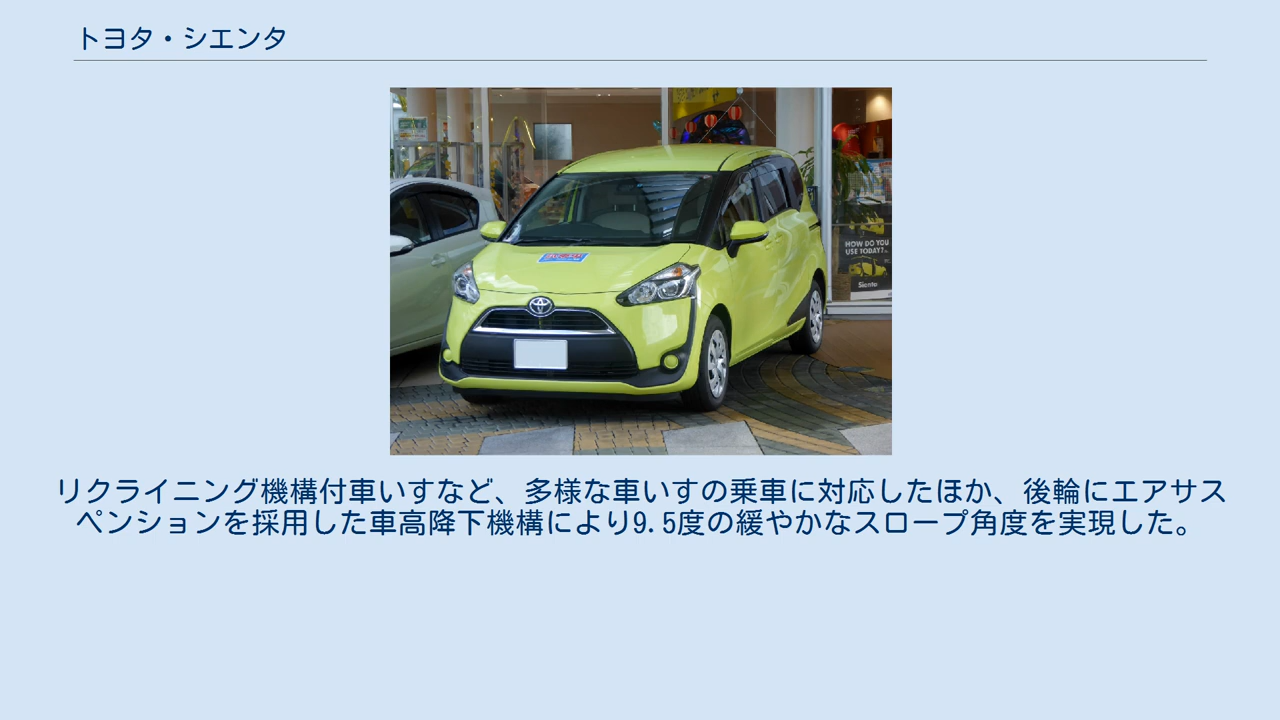 トヨタ・シエンタ
HOW DO YOU
USE TODAY?
Sienta
リクライニング機構付車いすなど、多様な車いすの乗車に対応したほか、後輪にエアサス
ペンションを採用した車高降下機構により9.5度の緩やかなスロープ角度を実現した。